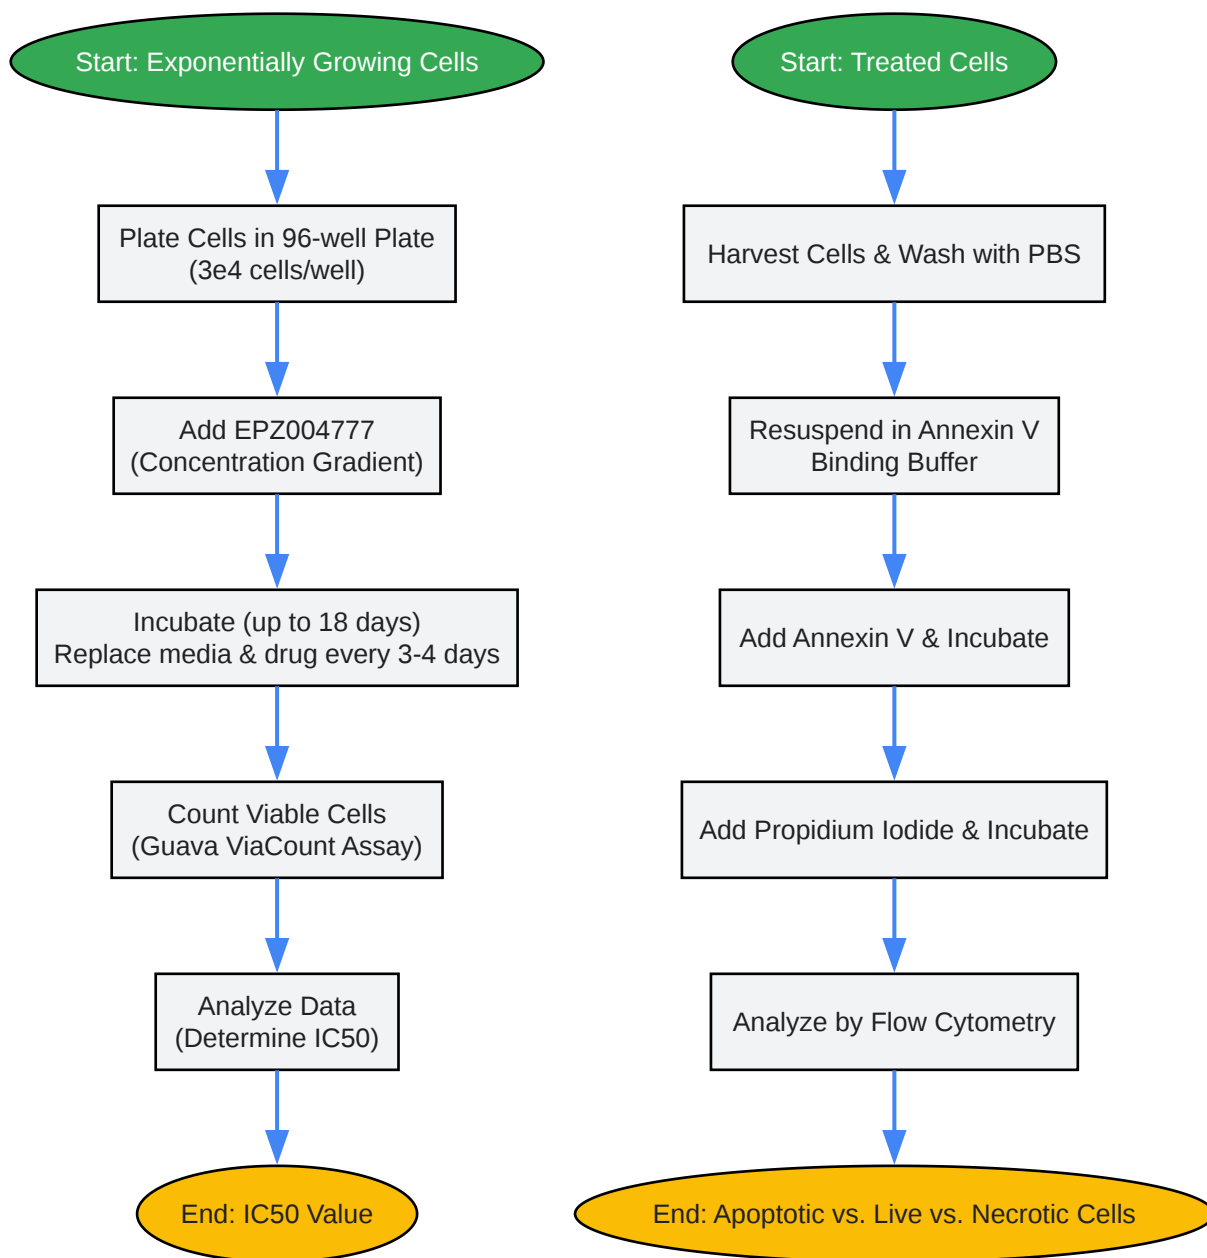 Start: Exponentially Growing Cells
Plate Cells in 96-well Plate
(3e4 cells/well)
Add EPZ004777
(Concentration Gradient)
Incubate (up to 18 days)
Replace media & drug every 3-4 days
Count Viable Cells
(Guava ViaCount Assay)
Analyze Data
(Determine IC50)
End: IC50 Value
Start: Treated Cells
Harvest Cells & Wash with PBS
Resuspend in Annexin V
Binding Buffer
Add Annexin V & Incubate
Add Propidium Iodide & Incubate
Analyze by Flow Cytometry
End: Apoptotic vs. Live vs. Necrotic Cells